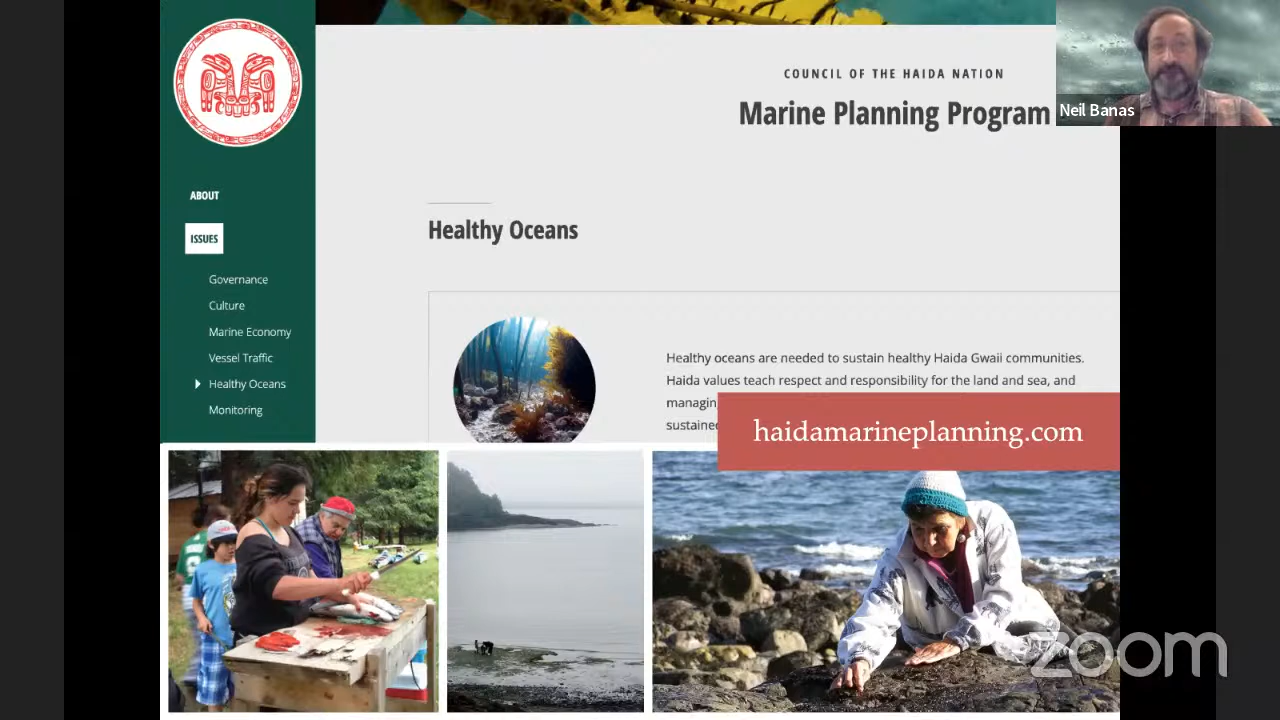 COUNCIL OF THE HAIDA NATION
Marine Planning Program
Neil Banas
ABOUT
ISSUES
Governance
Culture
Marine Economy
Vessel Traffic
Healthy Oceans
Monitoring
Healthy Oceans
Healthy oceans are needed to sustain healthy Haida Gwaii communities.
Haida values teach respect and responsibility for the land and sea, and
haidamarineplanning.com
zoom